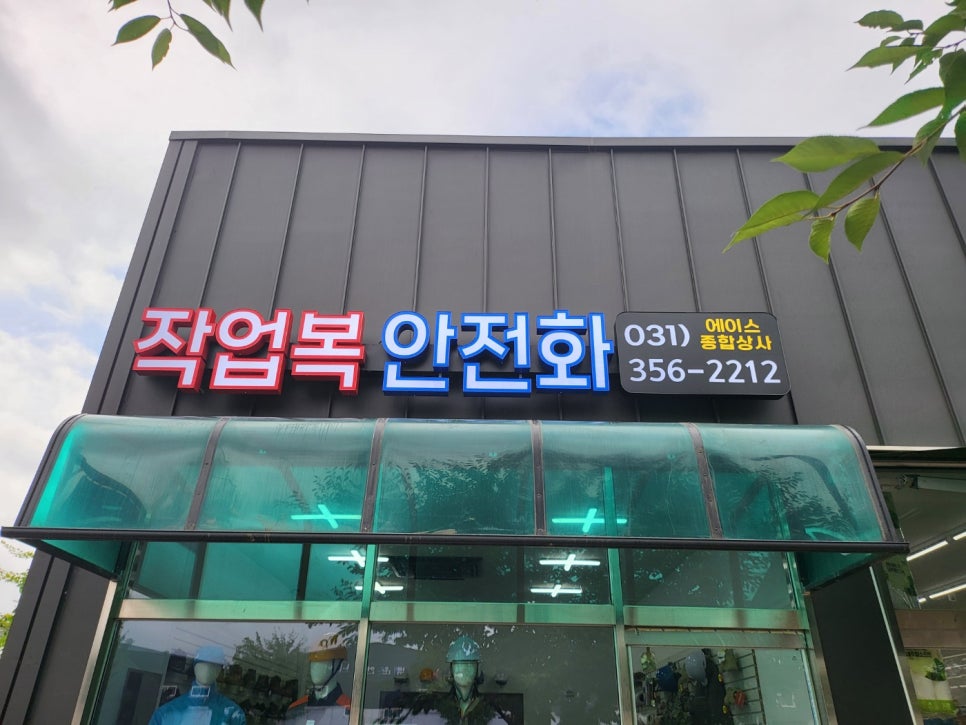 작업복 안전화
031) 에이스
종합상사
356-2212